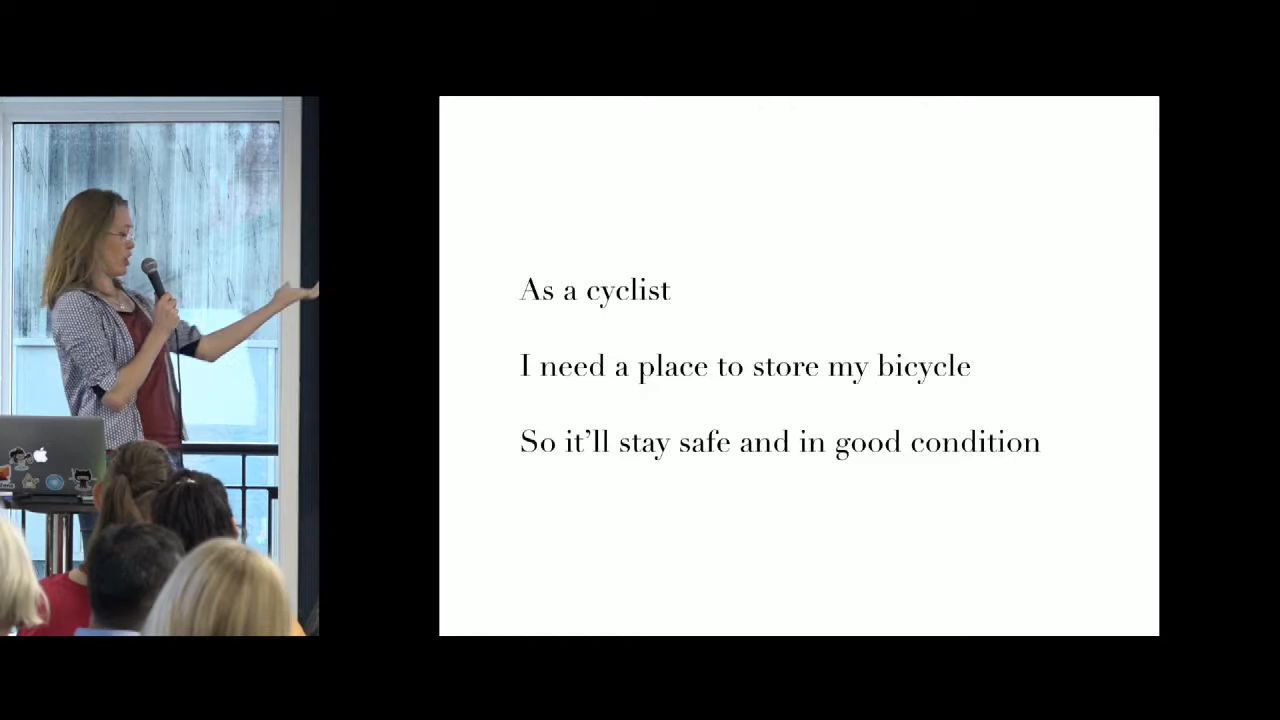 As a cyclist
I need a place to store my bicycle
So it’ll stay safe and in good condition